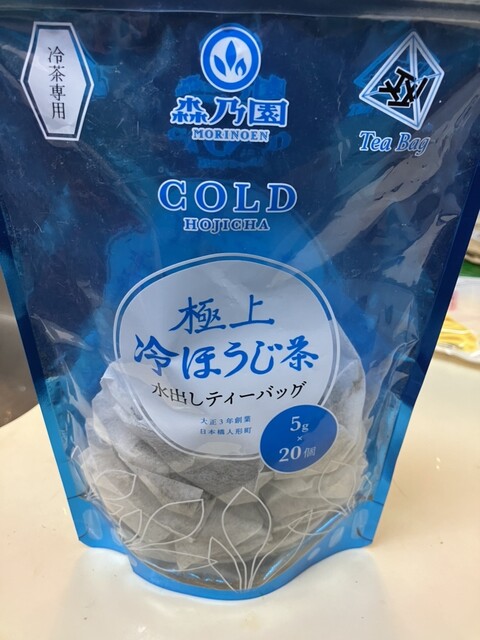 冷茶専用
森乃園
MORINOEN
Tea Bag
COLD
HOJICHA
極上
冷ほうじ茶
水出しティーバッグ
大正3年創業
日本橋人形町
5g
×
20個